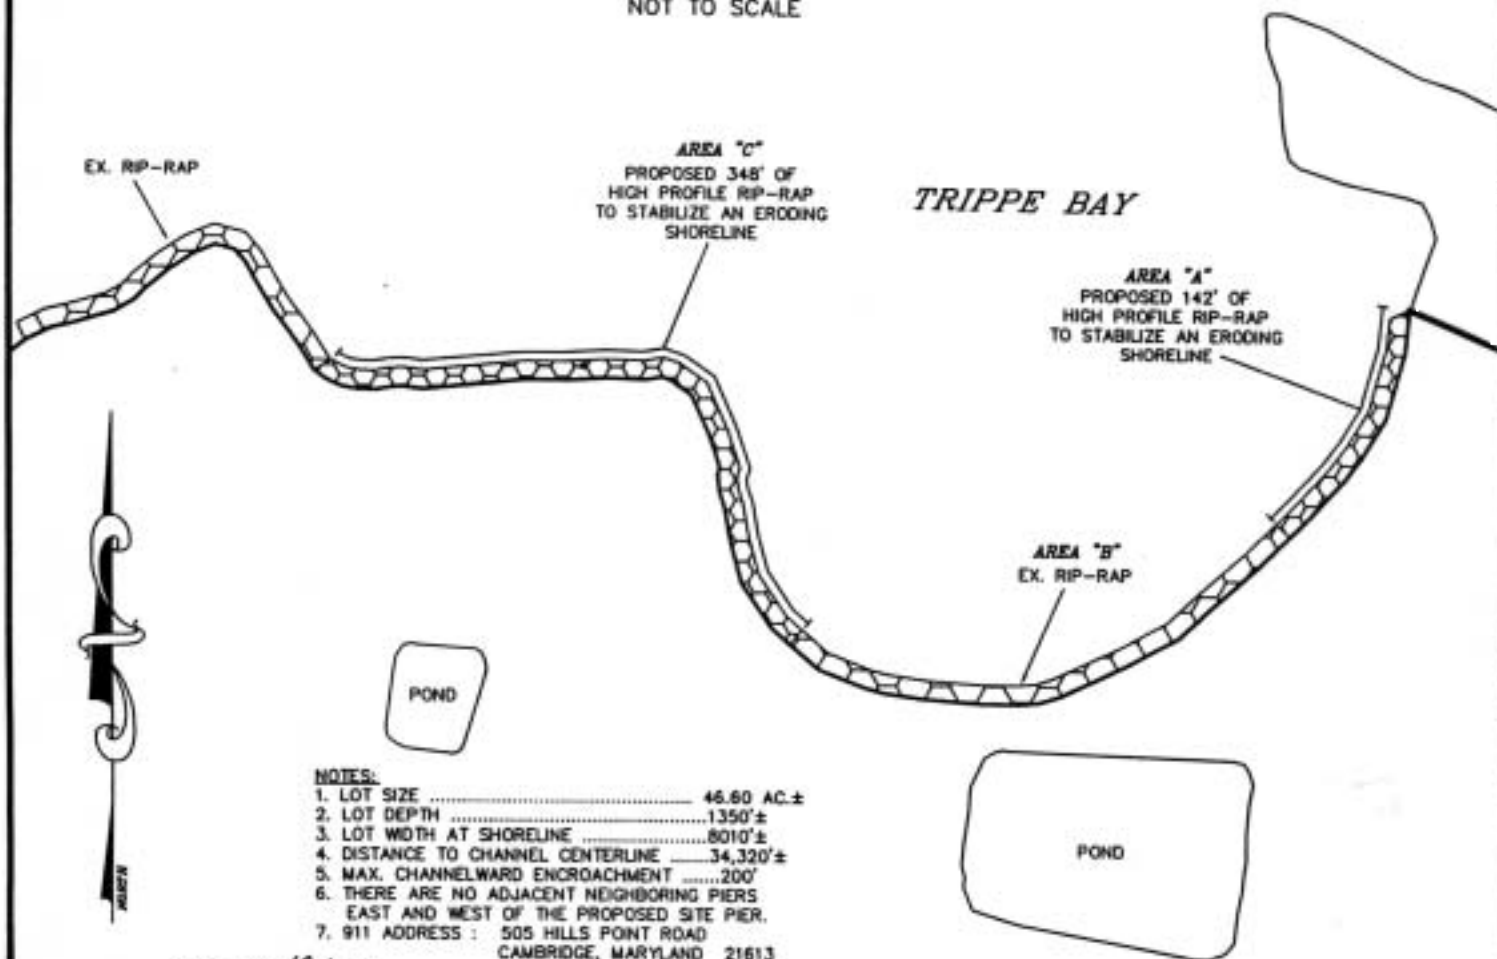 NOT TO SCALE
EX. RIP-RAP
AREA "C"
PROPOSED 348' OF
HIGH PROFILE RIP-RAP
TO STABILIZE AN ERODING
SHORELINE
TRIPPE BAY
AREA "A"
PROPOSED 142' OF
HIGH PROFILE RIP-RAP
TO STABILIZE AN ERODING
SHORELINE
AREA "B"
EX. RIP-RAP
POND
POND
NOTES:
1. LOT SIZE ........................................ 46.60 AC.±
2. LOT DEPTH ....................................... 1350'±
3. LOT WIDTH AT SHORELINE ................... 8010'±
4. DISTANCE TO CHANNEL CENTERLINE ...... 34,320'±
5. MAX. CHANNELWARD ENCROACHMENT ....... 200'
6. THERE ARE NO ADJACENT NEIGHBORING PIERS
EAST AND WEST OF THE PROPOSED SITE PIER.
7. 911 ADDRESS : 505 HILLS POINT ROAD
CAMBRIDGE, MARYLAND 21613